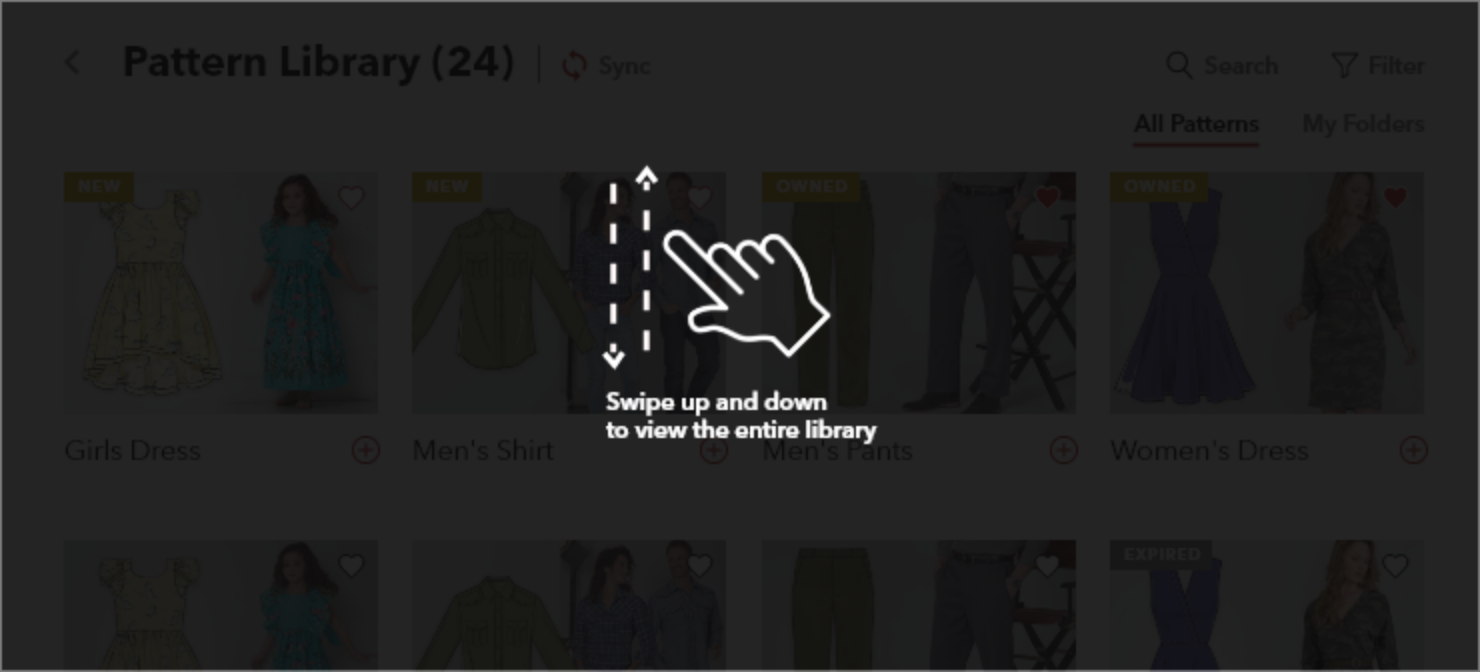 Pattern Library (24)
Sync
Search
Filter
All Patterns
My Folders
NEW
NEW
OWNED
OWNED
Swipe up and down
to view the entire library
Girls Dress
Men's Shirt
Men's Pants
Women's Dress
EXPIRED